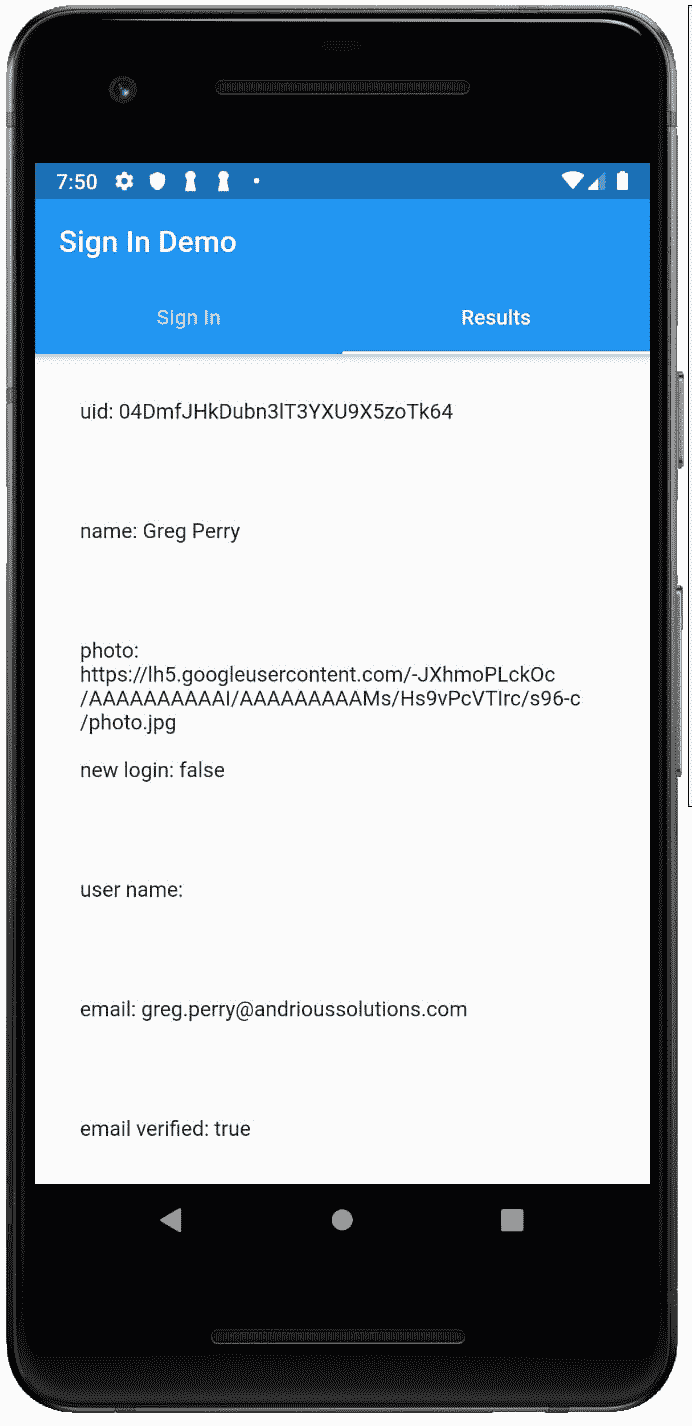 7:50
Sign In Demo
Sign In
Results
uid: 04DmfJHkDubn3lT3YXU9X5zoTk64
name: Greg Perry
photo:
https://lh5.googleusercontent.com/-JXhmoPLckOc
/AAAAAAAAAAI/AAAAAAAAAMs/Hs9vPcVTIrc/s96-c
/photo.jpg
new login: false
user name:
email: greg.perry@andrioussolutions.com
email verified: true